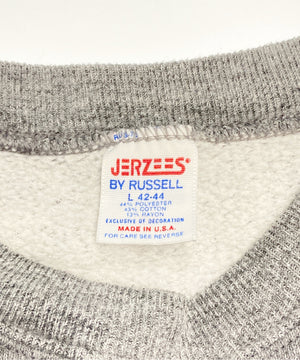 JERZEES®
BY RUSSELL
L 42-44
44% POLYESTER
43% COTTON
13% RAYON
EXCLUSIVE OF DECORATION
MADE IN U.S.A.
FOR CARE SEE REVERSE